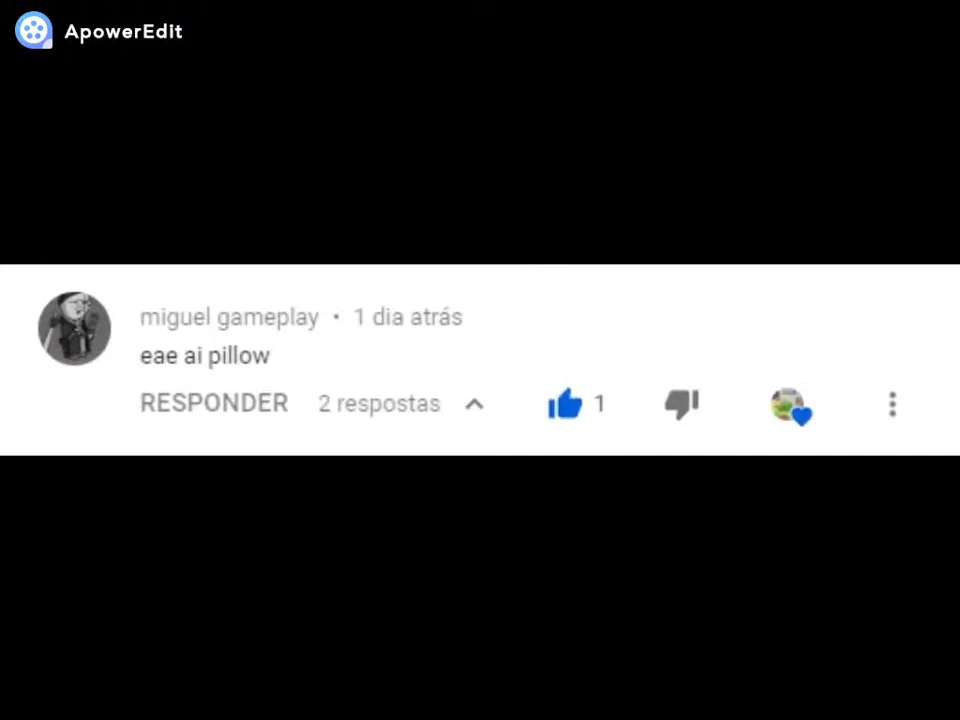 ApowerEdit
miguel gameplay • 1 dia atrás
eae ai pillow
RESPONDER 2 respostas 1